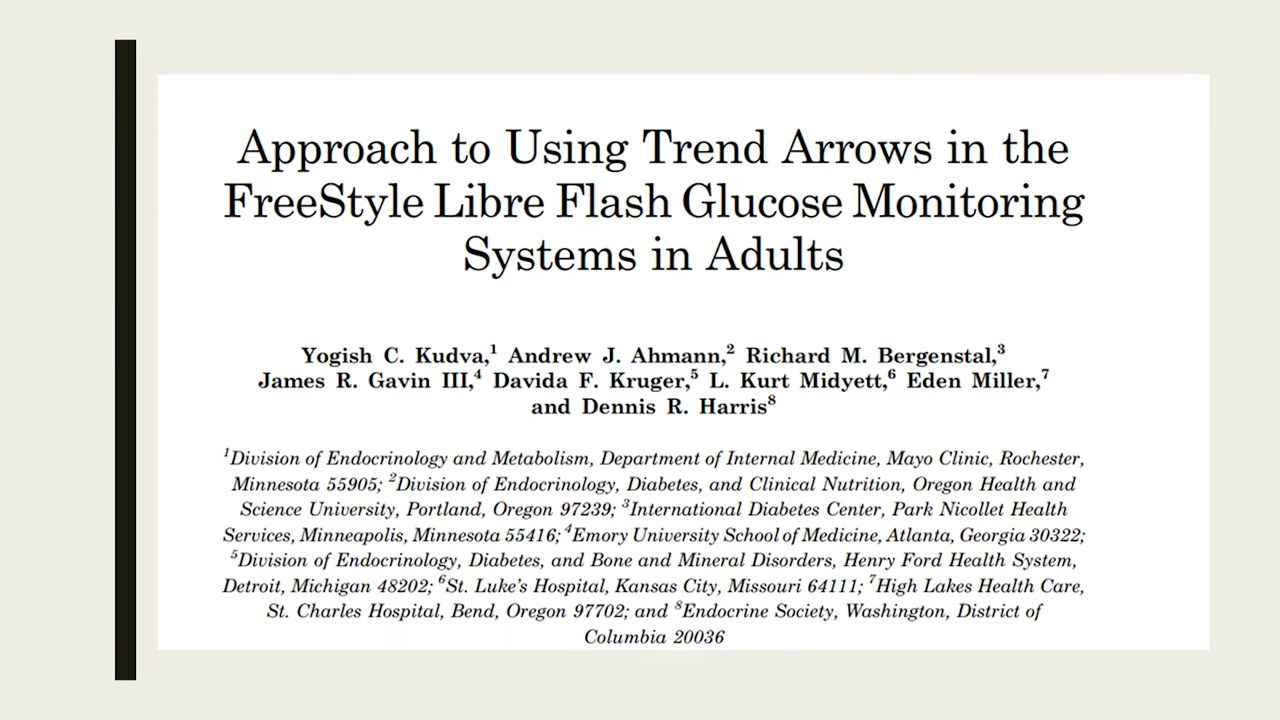 Approach to Using Trend Arrows in the
FreeStyle Libre Flash Glucose Monitoring
Systems in Adults
Yogish C. Kudva,1 Andrew J. Ahmann,2 Richard M. Bergenstal,3
James R. Gavin III,4 Davida F. Kruger,5 L. Kurt Midyett,6 Eden Miller,7
and Dennis R. Harris8
1Division of Endocrinology and Metabolism, Department of Internal Medicine, Mayo Clinic, Rochester,
Minnesota 55905; 2Division of Endocrinology, Diabetes, and Clinical Nutrition, Oregon Health and
Science University, Portland, Oregon 97239; 3International Diabetes Center, Park Nicollet Health
Services, Minneapolis, Minnesota 55416; 4Emory University School of Medicine, Atlanta, Georgia 30322;
5Division of Endocrinology, Diabetes, and Bone and Mineral Disorders, Henry Ford Health System,
Detroit, Michigan 48202; 6St. Luke's Hospital, Kansas City, Missouri 64111; 7High Lakes Health Care,
St. Charles Hospital, Bend, Oregon 97702; and 8Endocrine Society, Washington, District of
Columbia 20036